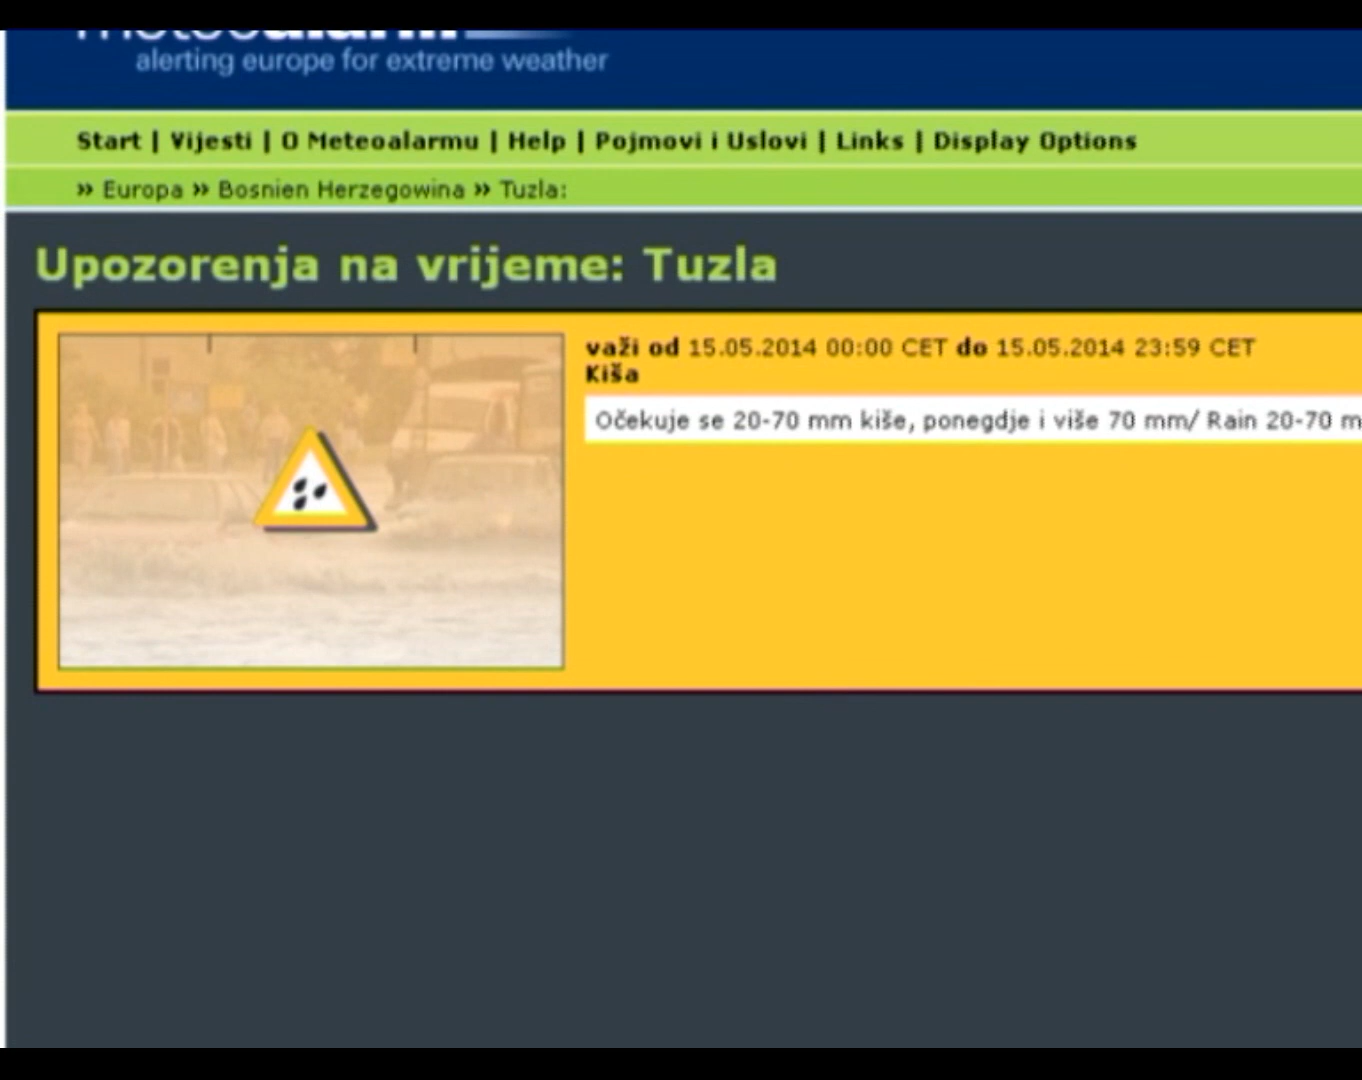 meteoalarm
alerting europe for extreme weather
Start | Vijesti | O Meteoalarmu | Help | Pojmovi i Uslovi | Links | Display Options
» Europa » Bosnien Herzegowina » Tuzla:
Upozorenja na vrijeme: Tuzla
važi od 15.05.2014 00:00 CET do 15.05.2014 23:59 CET
Kiša
Očekuje se 20-70 mm kiše, ponegdje i više 70 mm/ Rain 20-70 m